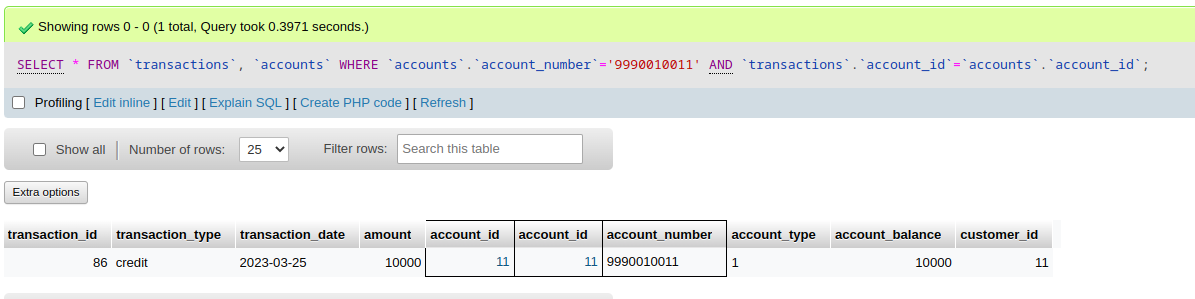 Showing rows 0 - 0 (1 total, Query took 0.3971 seconds.)
SELECT * FROM `transactions`, `accounts` WHERE `accounts`.`account_number`='9990010011' AND `transactions`.`account_id`=`accounts`.`account_id`;
Profiling [ Edit inline ] [ Edit ] [ Explain SQL ] [ Create PHP code ] [ Refresh ]
Show all Number of rows: 25 Filter rows: Search this table
Extra options
transaction_id transaction_type transaction_date amount account_id account_id account_number account_type account_balance customer_id
86 credit 2023-03-25 10000 11 11 9990010011 1 10000 11